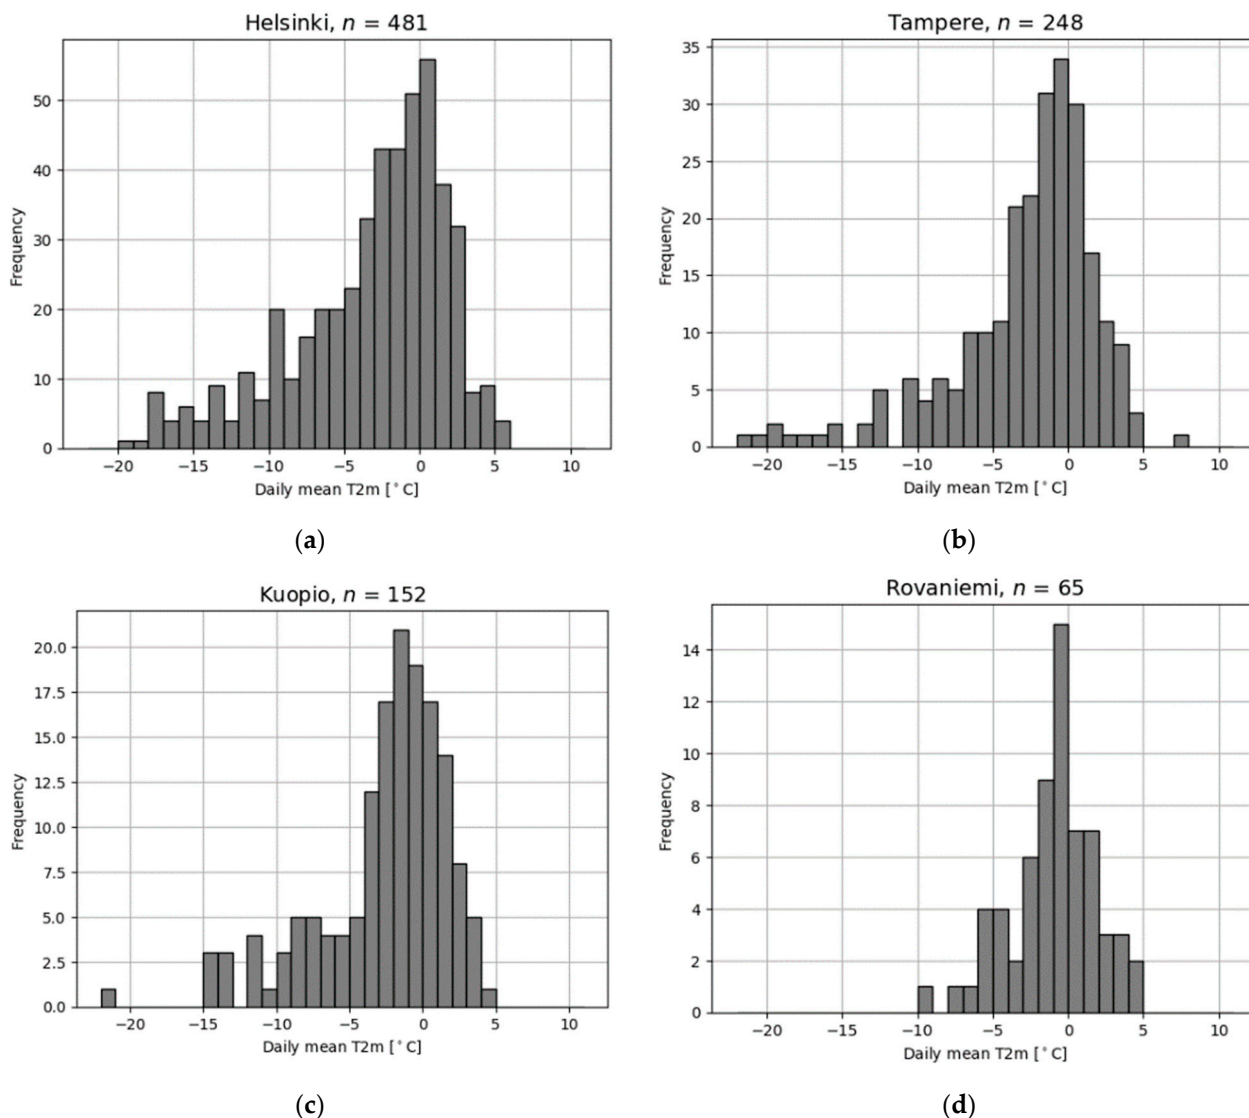 Helsinki, n = 481
50
40
30
20
10
0
Frequency
−20 −15 −10 −5 0 5 10
Daily mean T2m [°C]
(a)
Tampere, n = 248
35
30
25
20
15
10
5
0
Frequency
−20 −15 −10 −5 0 5 10
Daily mean T2m [°C]
(b)
Kuopio, n = 152
20.0
17.5
15.0
12.5
10.0
7.5
5.0
2.5
0.0
Frequency
−20 −15 −10 −5 0 5 10
Daily mean T2m [°C]
(c)
Rovaniemi, n = 65
14
12
10
8
6
4
2
0
Frequency
−20 −15 −10 −5 0 5 10
Daily mean T2m [°C]
(d)